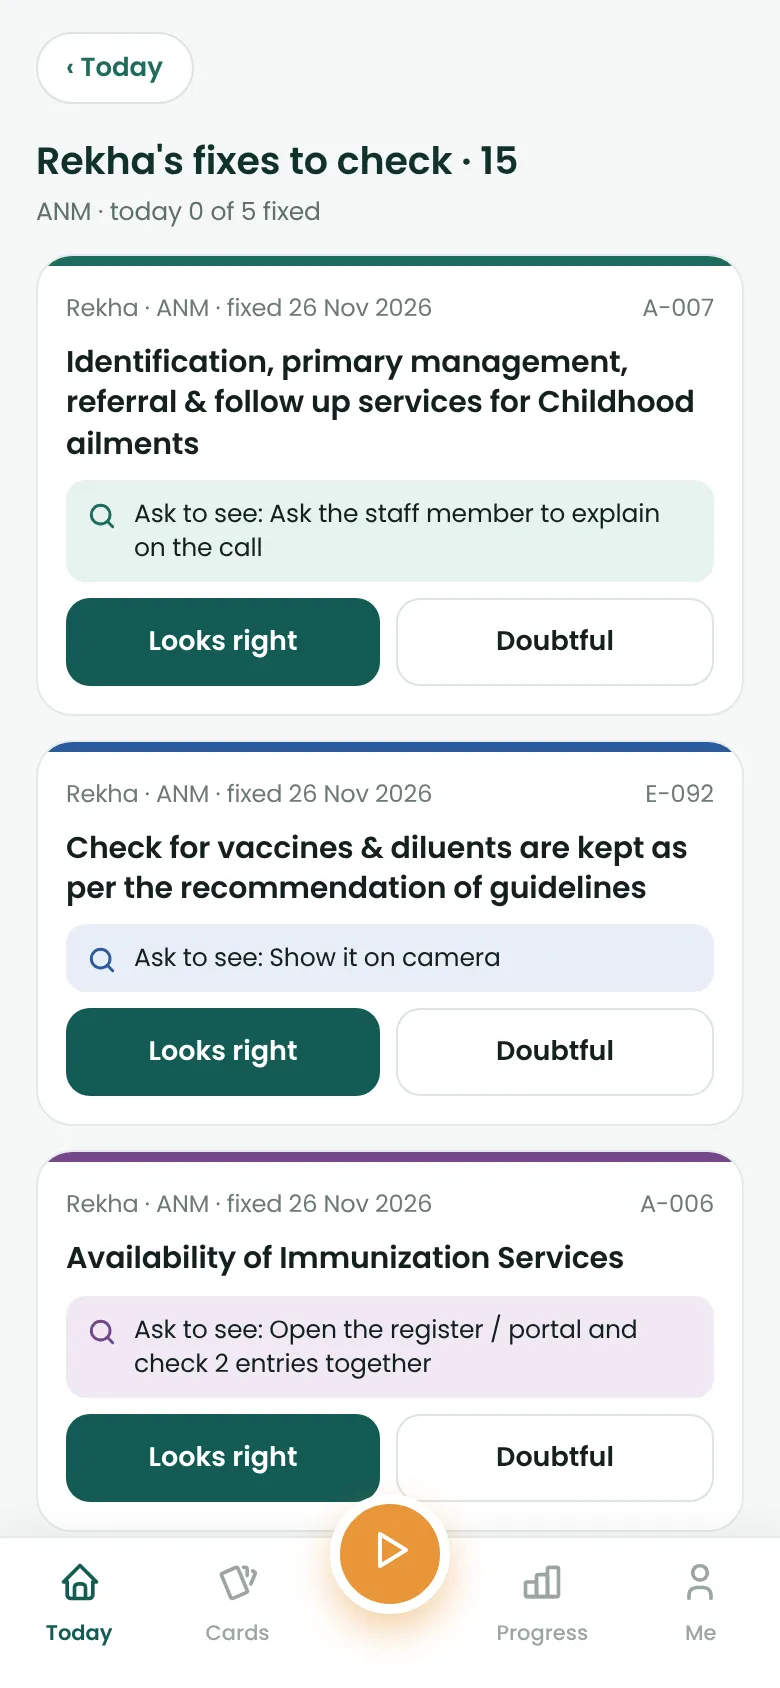 ‹ Today
Rekha's fixes to check · 15
ANM · today 0 of 5 fixed
Rekha · ANM · fixed 26 Nov 2026 A-007
Identification, primary management,
referral & follow up services for Childhood
ailments
Ask to see: Ask the staff member to explain
on the call
Looks right Doubtful
Rekha · ANM · fixed 26 Nov 2026 E-092
Check for vaccines & diluents are kept as
per the recommendation of guidelines
Ask to see: Show it on camera
Looks right Doubtful
Rekha · ANM · fixed 26 Nov 2026 A-006
Availability of Immunization Services
Ask to see: Open the register / portal and
check 2 entries together
Looks right Doubtful
Today Cards Progress Me